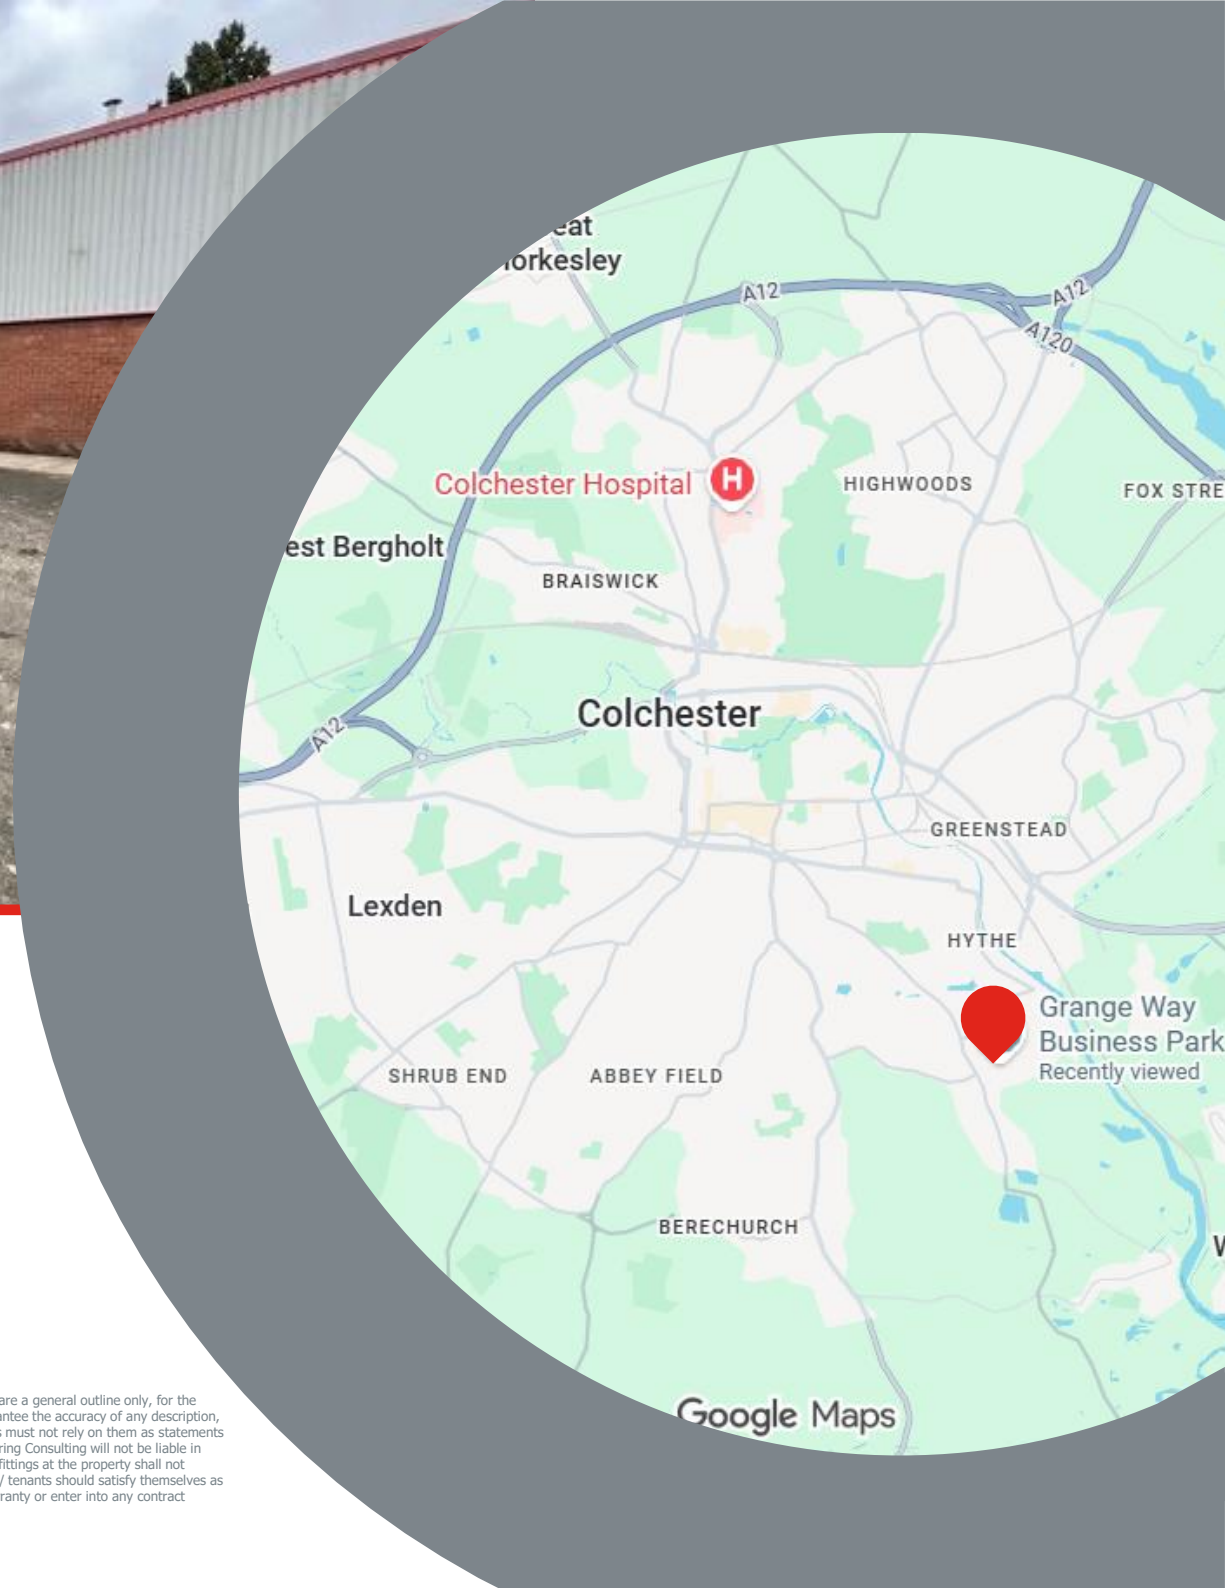 eat
orkesley
A12
A12
A120
Colchester Hospital
H
HIGHWOODS
FOX STRE
est Bergholt
BRAISWICK
Colchester
A12
GREENSTEAD
Lexden
HYTHE
Grange Way
Business Park
Recently viewed
SHRUB END
ABBEY FIELD
BERECHURCH
W
Google Maps
are a general outline only, for the
antee the accuracy of any description,
s must not rely on them as statements
ring Consulting will not be liable in
fittings at the property shall not
/ tenants should satisfy themselves as
ranty or enter into any contract